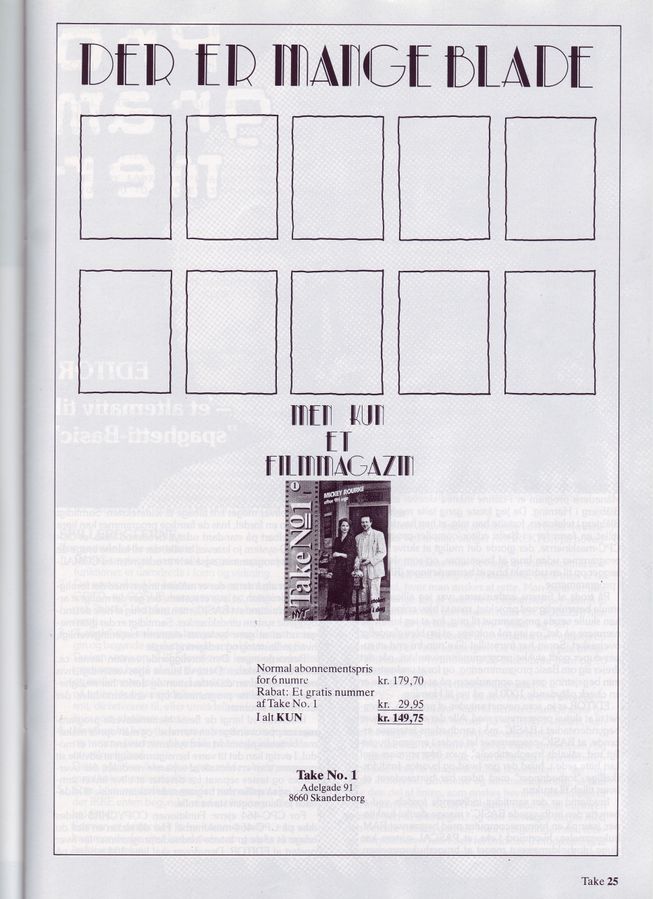 DER ER MANGE BLADE
MEN KUN
ET
FILMMAGAZIN
1
MICKEY ROURKE
Take No 1
NYT
Normal abonnementspris
for 6 numre kr. 179,70
Rabat: Et gratis nummer
af Take No. 1 kr. 29,95
I alt KUN kr. 149,75
Take No. 1
Adelgade 91
8660 Skanderborg
Take 25